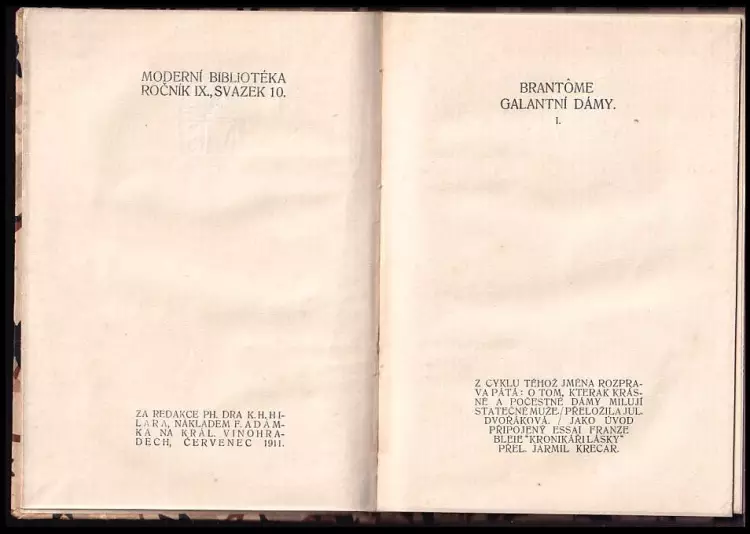 MODERNÍ BIBLIOTÉKA
ROČNÍK IX., SVAZEK 10.
ZA REDAKCE PH. DRA K. H. HI-
LARA, NÁKLADEM F. ADÁM-
KA NA KRÁL. VINOHRA-
DECH, ČERVENEC 1911.
BRANTÔME
GALANTNÍ DÁMY.
I.
Z CYKLU TÉHOŽ JMÉNA ROZPRA-
VA PÁTÁ: O TOM, KTERAK KRÁS-
NÉ A POČESTNÉ DÁMY MILUJÍ
STATEČNÉ MUŽE / PŘELOŽILA JUL.
DVOŘÁKOVÁ. / JAKO ÚVOD
PŘIPOJENÝ ESSAI FRANZE
BLEIE "KRONIKÁŘI LÁSKY"
PŘEL. JARMIL KRECAR.